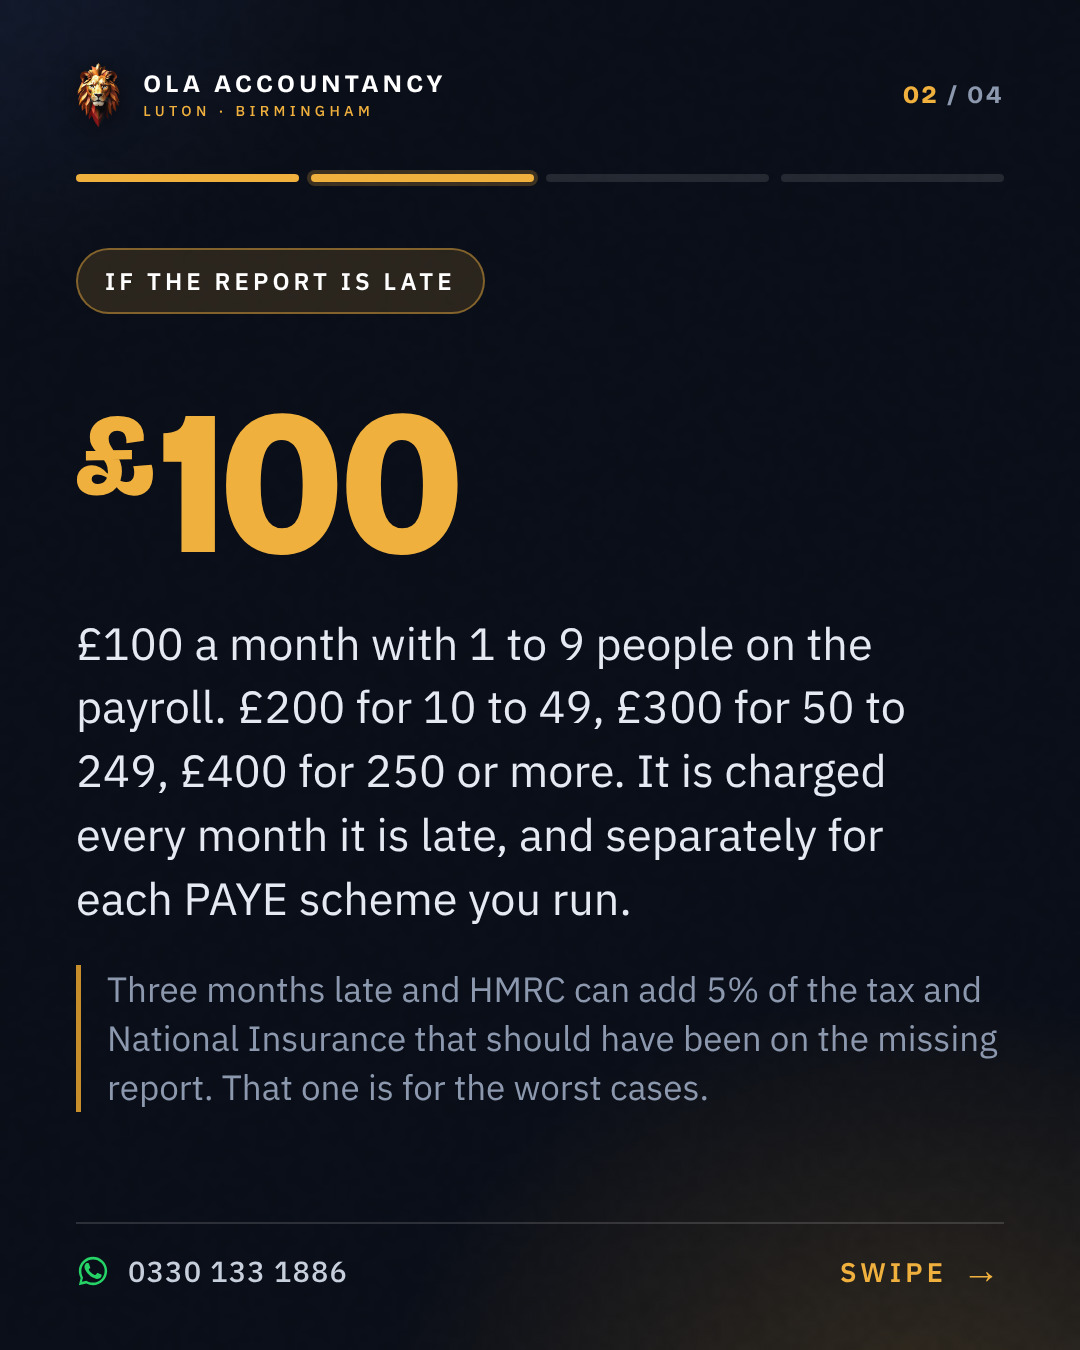 OLA ACCOUNTANCY
LUTON · BIRMINGHAM
02 / 04
IF THE REPORT IS LATE
£100
£100 a month with 1 to 9 people on the
payroll. £200 for 10 to 49, £300 for 50 to
249, £400 for 250 or more. It is charged
every month it is late, and separately for
each PAYE scheme you run.
Three months late and HMRC can add 5% of the tax and
National Insurance that should have been on the missing
report. That one is for the worst cases.
0330 133 1886
SWIPE →